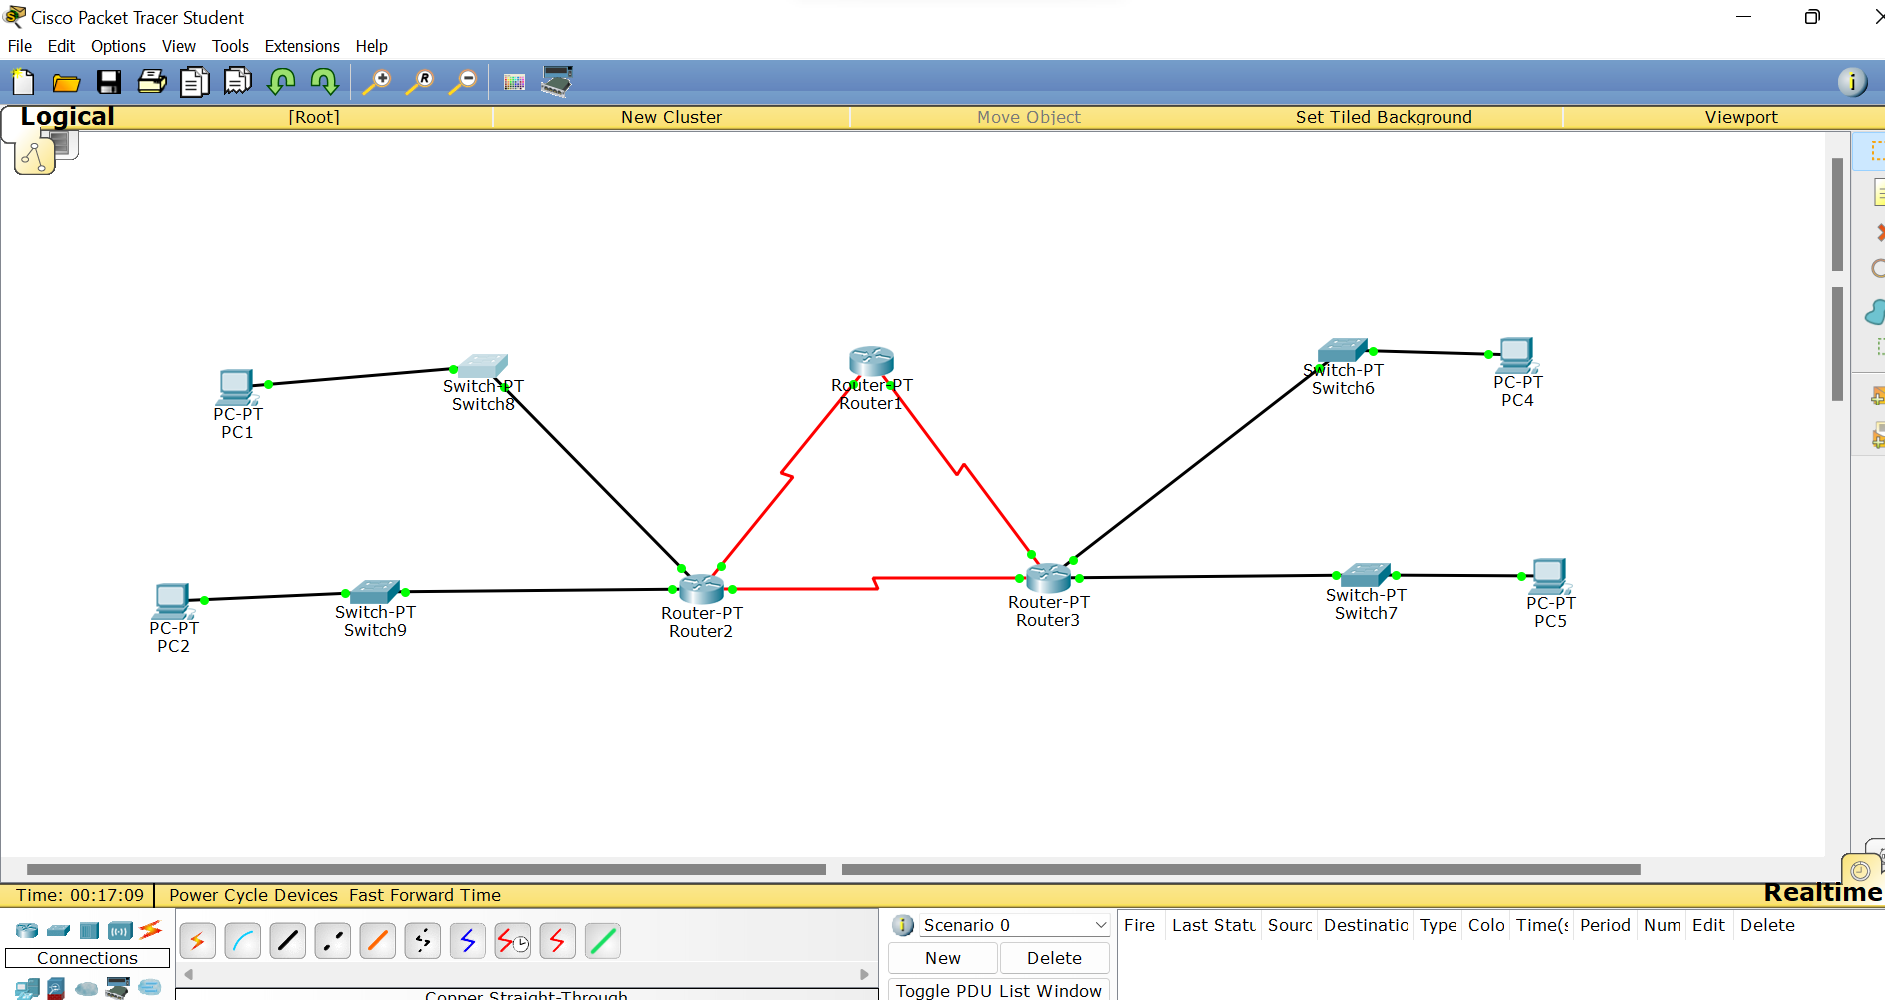 Cisco Packet Tracer Student
File Edit Options View Tools Extensions Help
Logical [Root] New Cluster Move Object Set Tiled Background Viewport
PC-PT
PC1
Switch-PT
Switch8
Router-PT
Router1
Switch-PT
Switch6
PC-PT
PC4
PC-PT
PC2
Switch-PT
Switch9
Router-PT
Router2
Router-PT
Router3
Switch-PT
Switch7
PC-PT
PC5
Time: 00:17:09 Power Cycle Devices Fast Forward Time Realtime
Connections
Copper Straight-Through
Scenario 0
New Delete
Toggle PDU List Window
Fire Last Statu Sourc Destinatic Type Colo Time(s Period Num Edit Delete